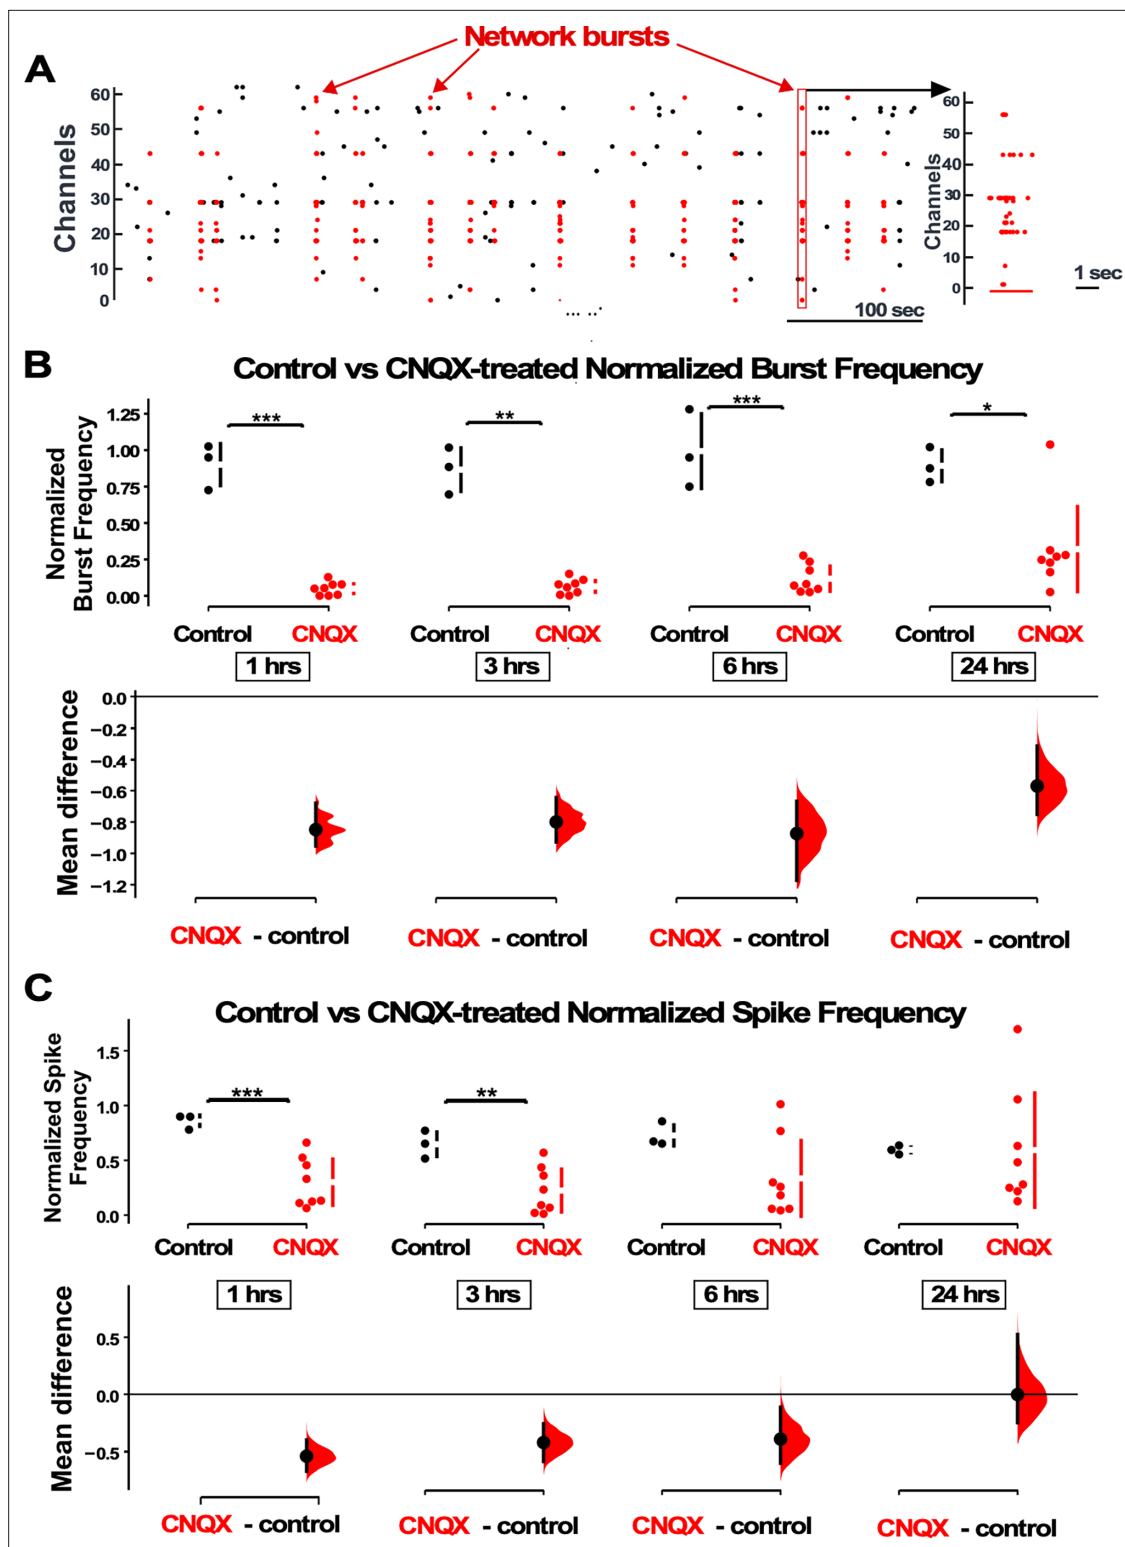 Network bursts
A
Channels
60
50
40
30
20
10
0
100 sec
Channels
60
50
40
30
20
10
0
1 sec
B
Control vs CNQX-treated Normalized Burst Frequency
Normalized
Burst Frequency
1.25
1.00
0.75
0.50
0.25
0.00
*** ** *** *
Control CNQX Control CNQX Control CNQX Control CNQX
1 hrs 3 hrs 6 hrs 24 hrs
Mean difference
0.0
−0.2
−0.4
−0.6
−0.8
−1.0
−1.2
CNQX - control CNQX - control CNQX - control CNQX - control
C
Control vs CNQX-treated Normalized Spike Frequency
Normalized Spike
Frequency
1.5
1.0
0.5
0.0
*** **
Control CNQX Control CNQX Control CNQX Control CNQX
1 hrs 3 hrs 6 hrs 24 hrs
Mean difference
0.5
0.0
−0.5
CNQX - control CNQX - control CNQX - control CNQX - control